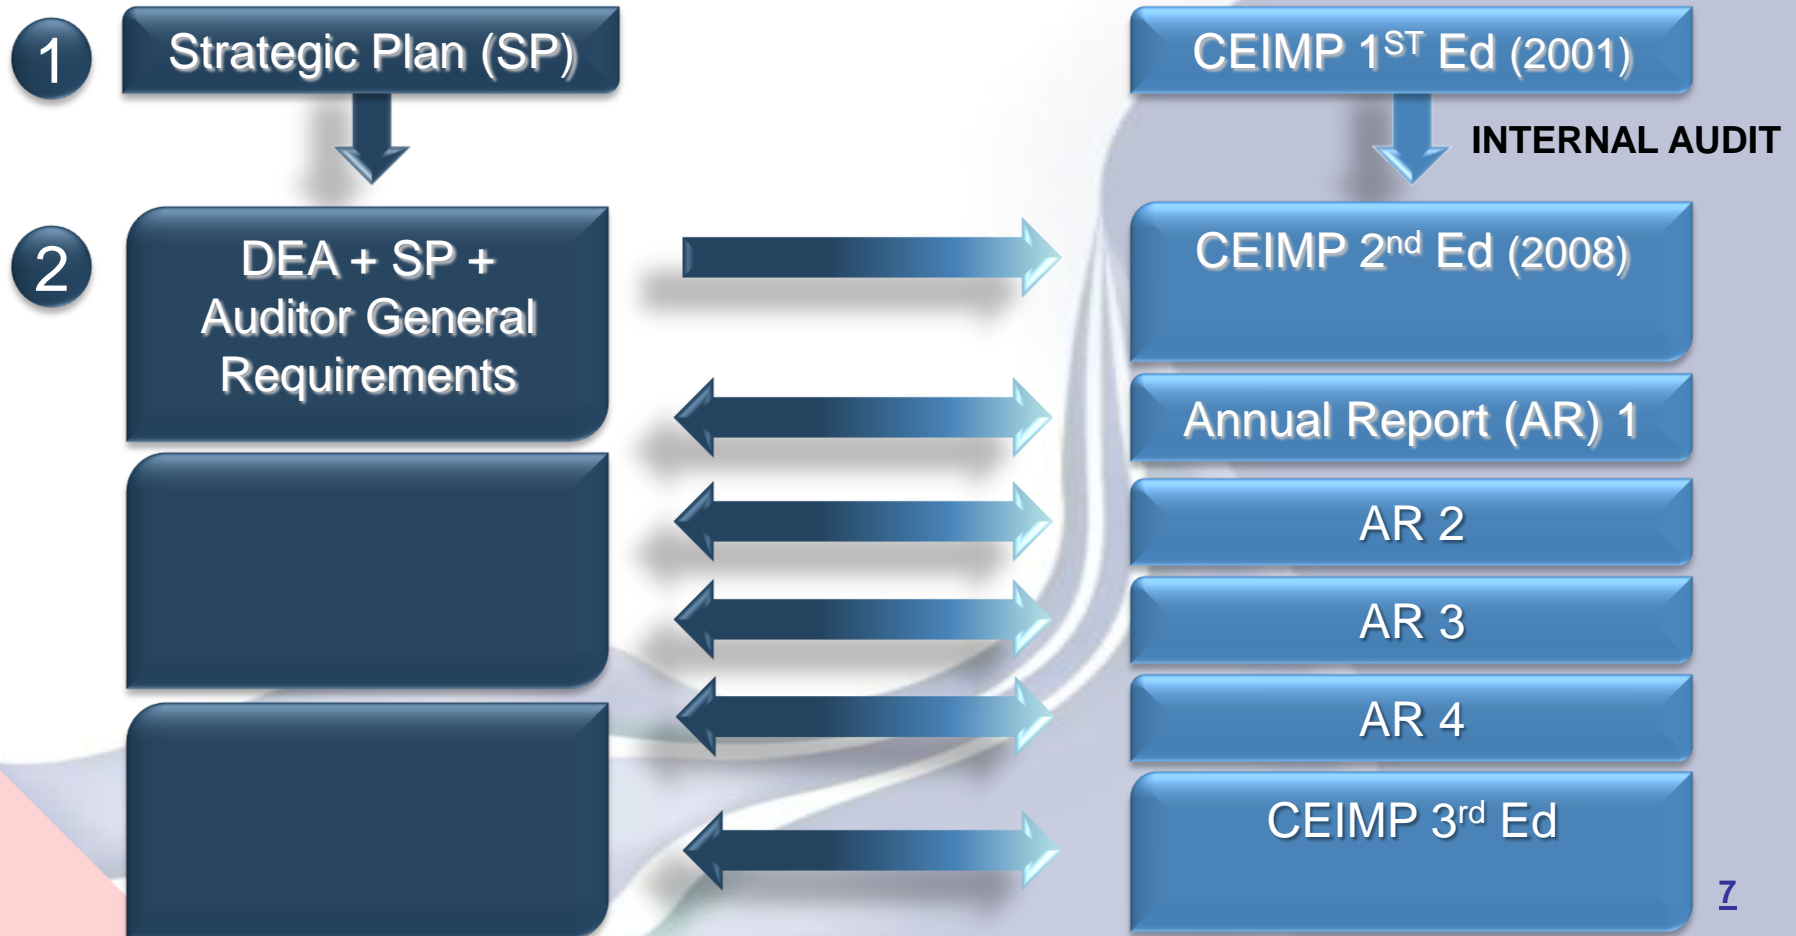 1
Strategic Plan (SP)
CEIMP 1ST Ed (2001)
INTERNAL AUDIT
2
DEA + SP +
Auditor General
Requirements
CEIMP 2nd Ed (2008)
Annual Report (AR) 1
AR 2
AR 3
AR 4
CEIMP 3rd Ed
7